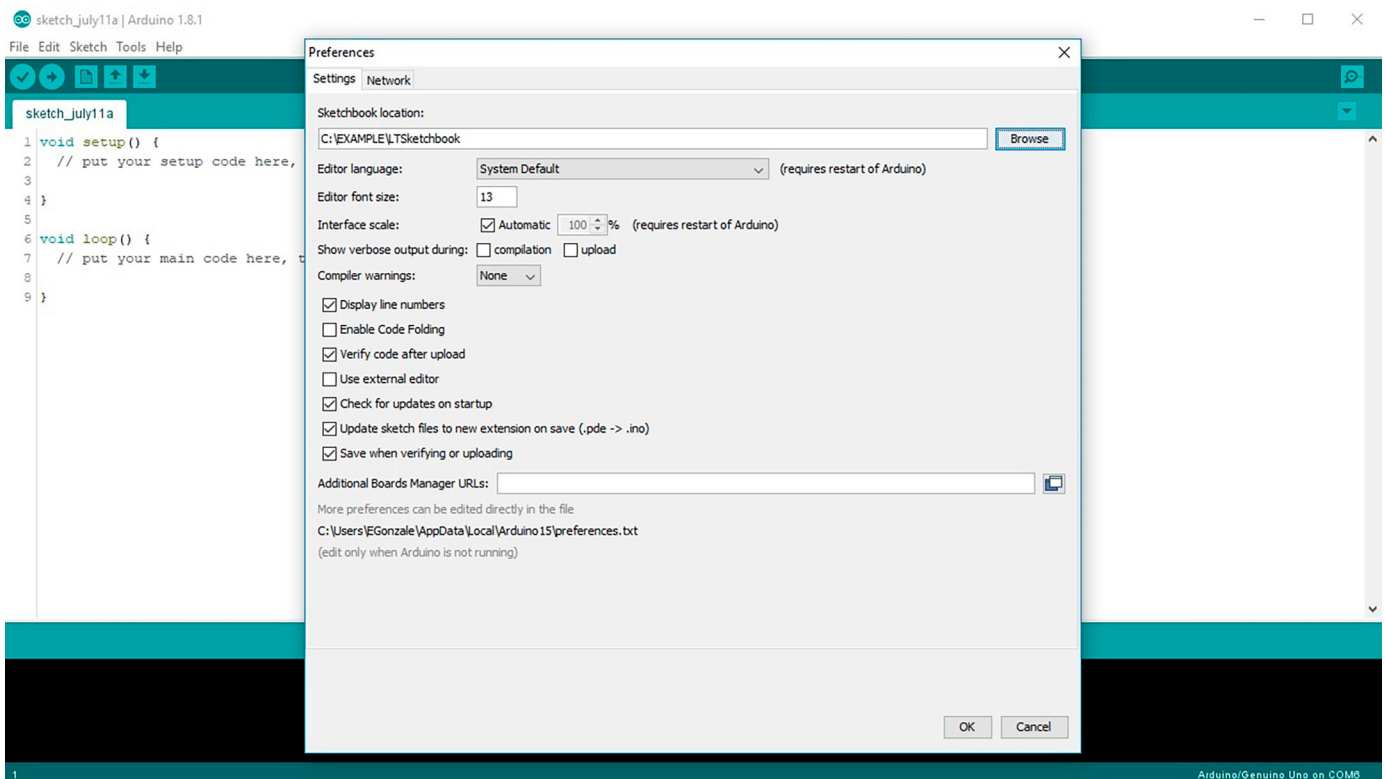 sketch_july11a | Arduino 1.8.1
File Edit Sketch Tools Help
sketch_july11a
1 void setup() {
2 // put your setup code here,
3
4 }
5
6 void loop() {
7 // put your main code here, t
8
9 }
Preferences
Settings Network
Sketchbook location:
C:\EXAMPLE\LTSketchbook Browse
Editor language: System Default (requires restart of Arduino)
Editor font size: 13
Interface scale: Automatic 100 % (requires restart of Arduino)
Show verbose output during: compilation upload
Compiler warnings: None
Display line numbers
Enable Code Folding
Verify code after upload
Use external editor
Check for updates on startup
Update sketch files to new extension on save (.pde -> .ino)
Save when verifying or uploading
Additional Boards Manager URLs:
More preferences can be edited directly in the file
C:\Users\EGonzale\AppData\Local\Arduino15\preferences.txt
(edit only when Arduino is not running)
OK Cancel
1 Arduino/Genuino Uno on COM6